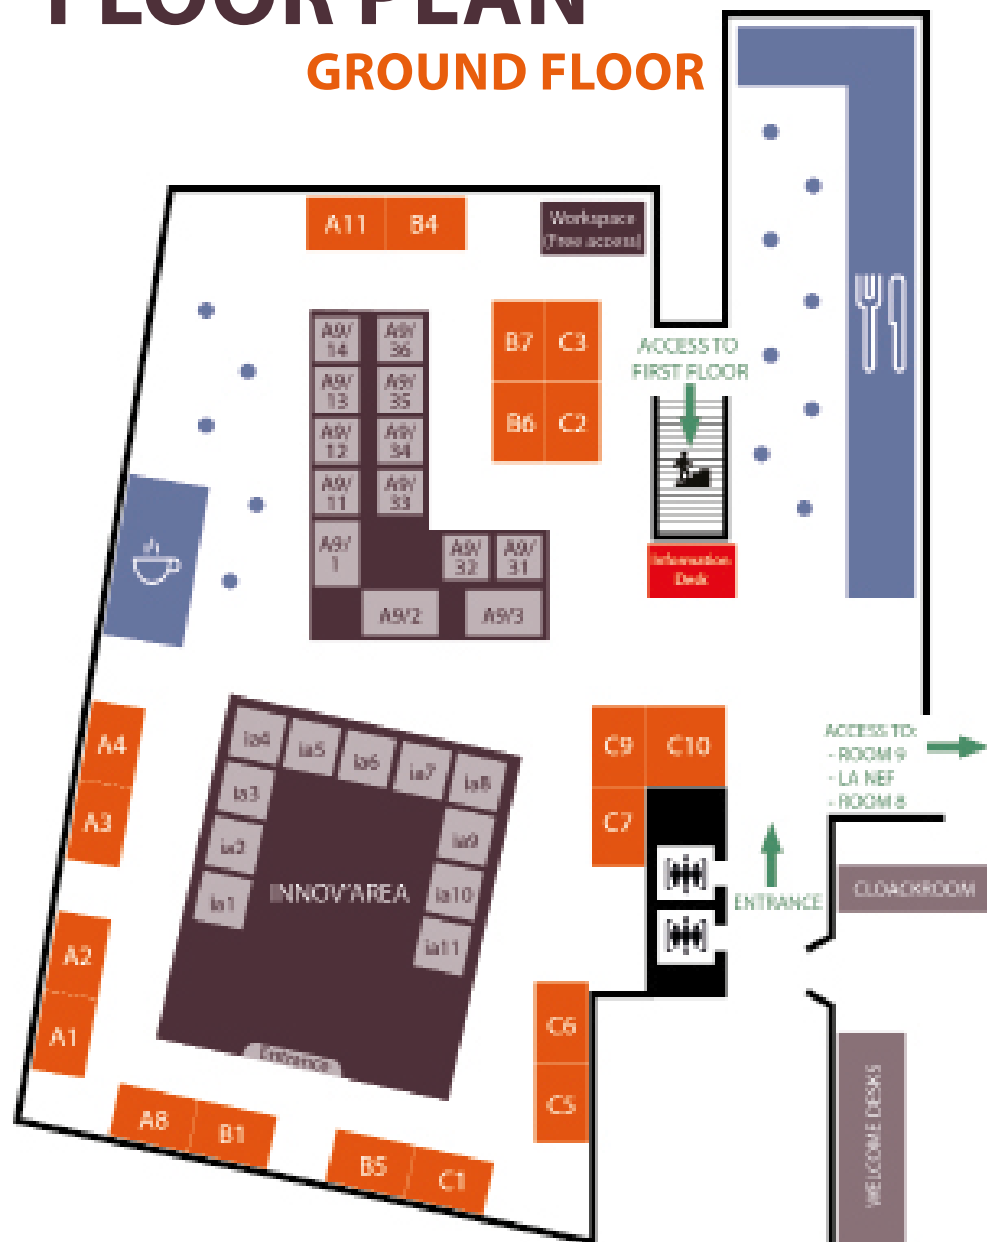 FLOOR PLAN
GROUND FLOOR
A11
B4
Workspace
(Free access)
A9/
14
A9/
36
A9/
13
A9/
35
A9/
12
A9/
34
A9/
11
A9/
33
A9/
1
A9/
32
A9/
31
A9/2
A9/3
B7
C3
B6
C2
ACCESS TO
FIRST FLOOR
Information
Desk
A4
A3
A2
A1
ia4
ia5
ia6
ia7
ia8
ia3
ia9
ia2
ia10
ia1
ia11
INNOV'AREA
Entrance
C9
C10
C7
ACCESS TO:
- ROOM 9
- LA NEF
- ROOM 8
ENTRANCE
CLOACKROOM
C6
C5
WELCOME DESKS
A8
B1
B5
C1